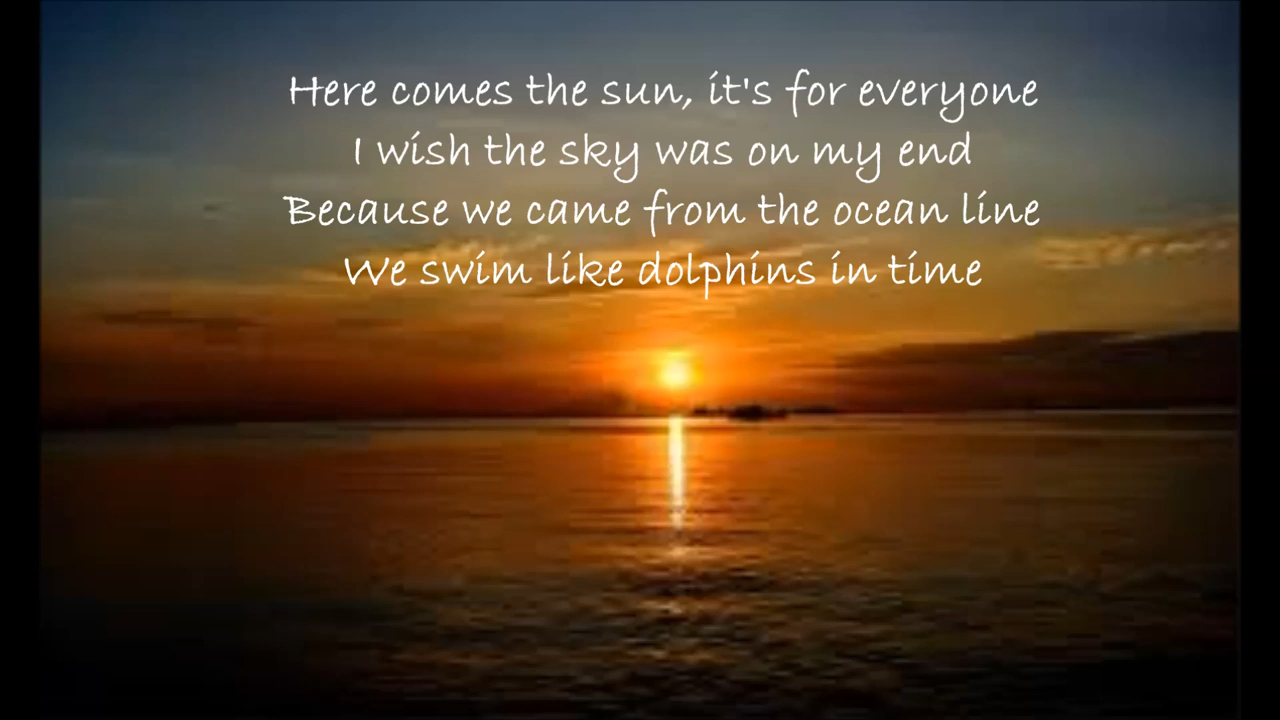 Here comes the sun, it's for everyone
I wish the sky was on my end
Because we came from the ocean line
We swim like dolphins in time